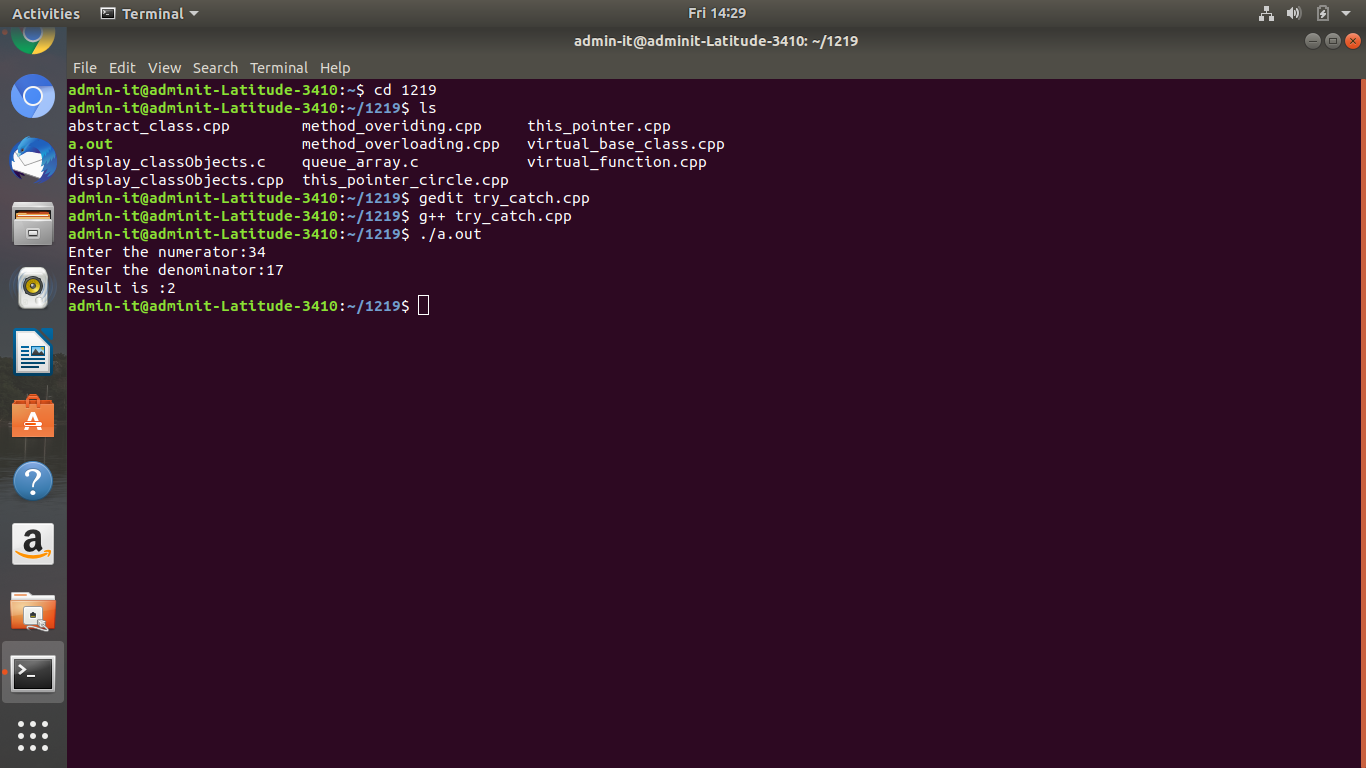 Activities Terminal Fri 14:29
admin-it@adminit-Latitude-3410: ~/1219
File Edit View Search Terminal Help
admin-it@adminit-Latitude-3410:~$ cd 1219
admin-it@adminit-Latitude-3410:~/1219$ ls
abstract_class.cpp method_overiding.cpp this_pointer.cpp
a.out method_overloading.cpp virtual_base_class.cpp
display_classObjects.c queue_array.c virtual_function.cpp
display_classObjects.cpp this_pointer_circle.cpp
admin-it@adminit-Latitude-3410:~/1219$ gedit try_catch.cpp
admin-it@adminit-Latitude-3410:~/1219$ g++ try_catch.cpp
admin-it@adminit-Latitude-3410:~/1219$ ./a.out
Enter the numerator:34
Enter the denominator:17
Result is :2
admin-it@adminit-Latitude-3410:~/1219$